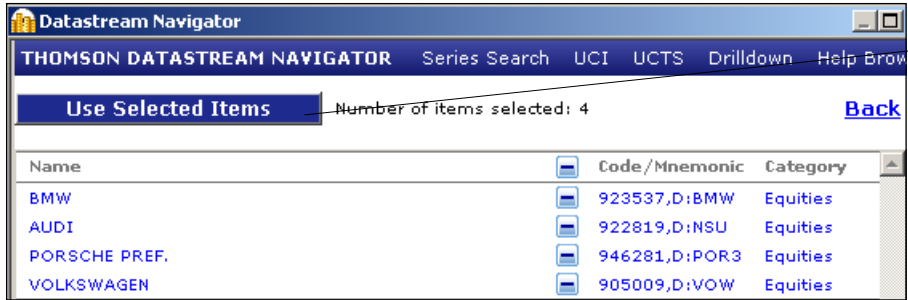 Datastream Navigator
THOMSON DATASTREAM NAVIGATOR Series Search UCI UCTS Drilldown Help Brow
Use Selected Items Number of items selected: 4 Back
Name Code/Mnemonic Category
BMW 923537,D:BMW Equities
AUDI 922819,D:NSU Equities
PORSCHE PREF. 946281,D:POR3 Equities
VOLKSWAGEN 905009,D:VOW Equities